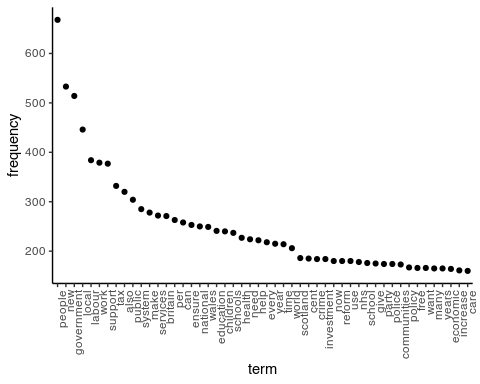 frequency
600
500
400
300
200
people
new
government
local
labour
work
support
tax
also
public
system
make
services
britain
per
can
ensure
national
wales
education
children
schools
health
need
help
every
year
time
world
scotland
cent
crime
investment
now
reform
use
nhs
school
give
party
police
communities
policy
free
want
many
years
economic
increase
care
term